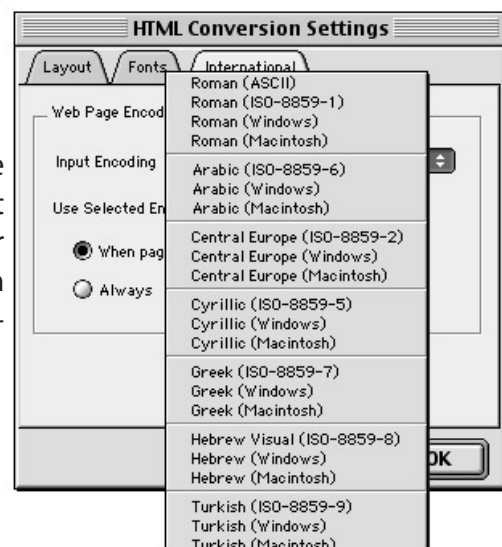 HTML Conversion Settings
Layout Fonts International
Web Page Encod
Input Encoding
Use Selected En
When pag
Always
Roman (ASCII)
Roman (ISO-8859-1)
Roman (Windows)
Roman (Macintosh)
Arabic (ISO-8859-6)
Arabic (Windows)
Arabic (Macintosh)
Central Europe (ISO-8859-2)
Central Europe (Windows)
Central Europe (Macintosh)
Cyrillic (ISO-8859-5)
Cyrillic (Windows)
Cyrillic (Macintosh)
Greek (ISO-8859-7)
Greek (Windows)
Greek (Macintosh)
Hebrew Visual (ISO-8859-8)
Hebrew (Windows)
Hebrew (Macintosh)
Turkish (ISO-8859-9)
Turkish (Windows)
Turkish (Macintosh)
OK